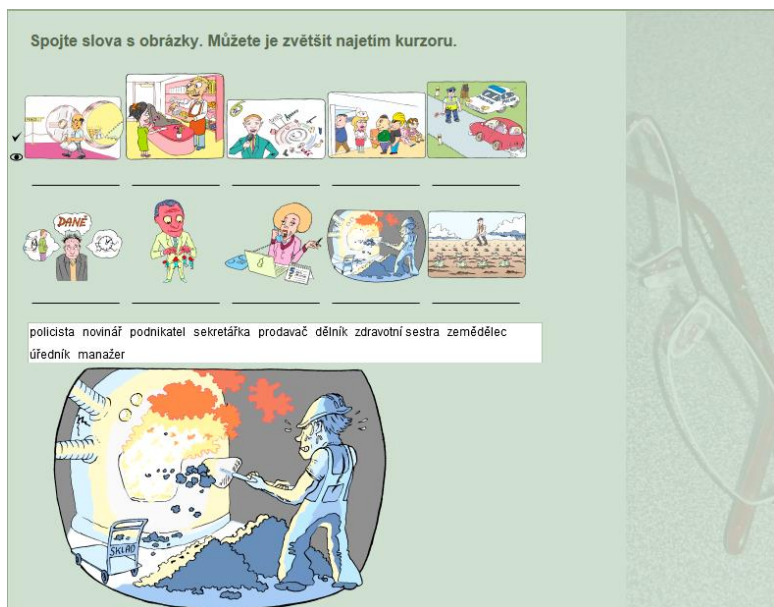 Spojte slova s obrázky. Můžete je zvětšit najetím kurzoru.
DANĚ
policista novinář podnikatel sekretářka prodavač dělník zdravotní sestra zemědělec
úředník manažer
SKLAD